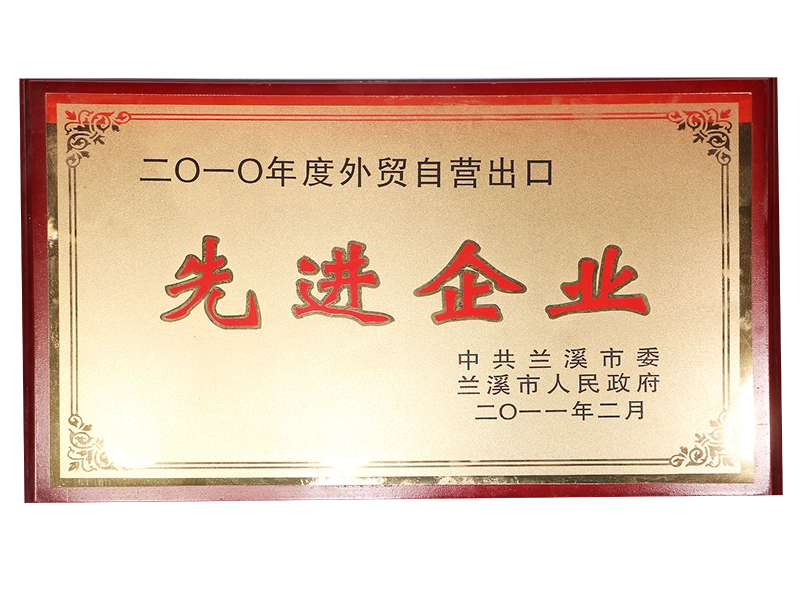 二〇一〇年度外贸自营出口
先进企业
中共兰溪市委
兰溪市人民政府
二〇一一年二月